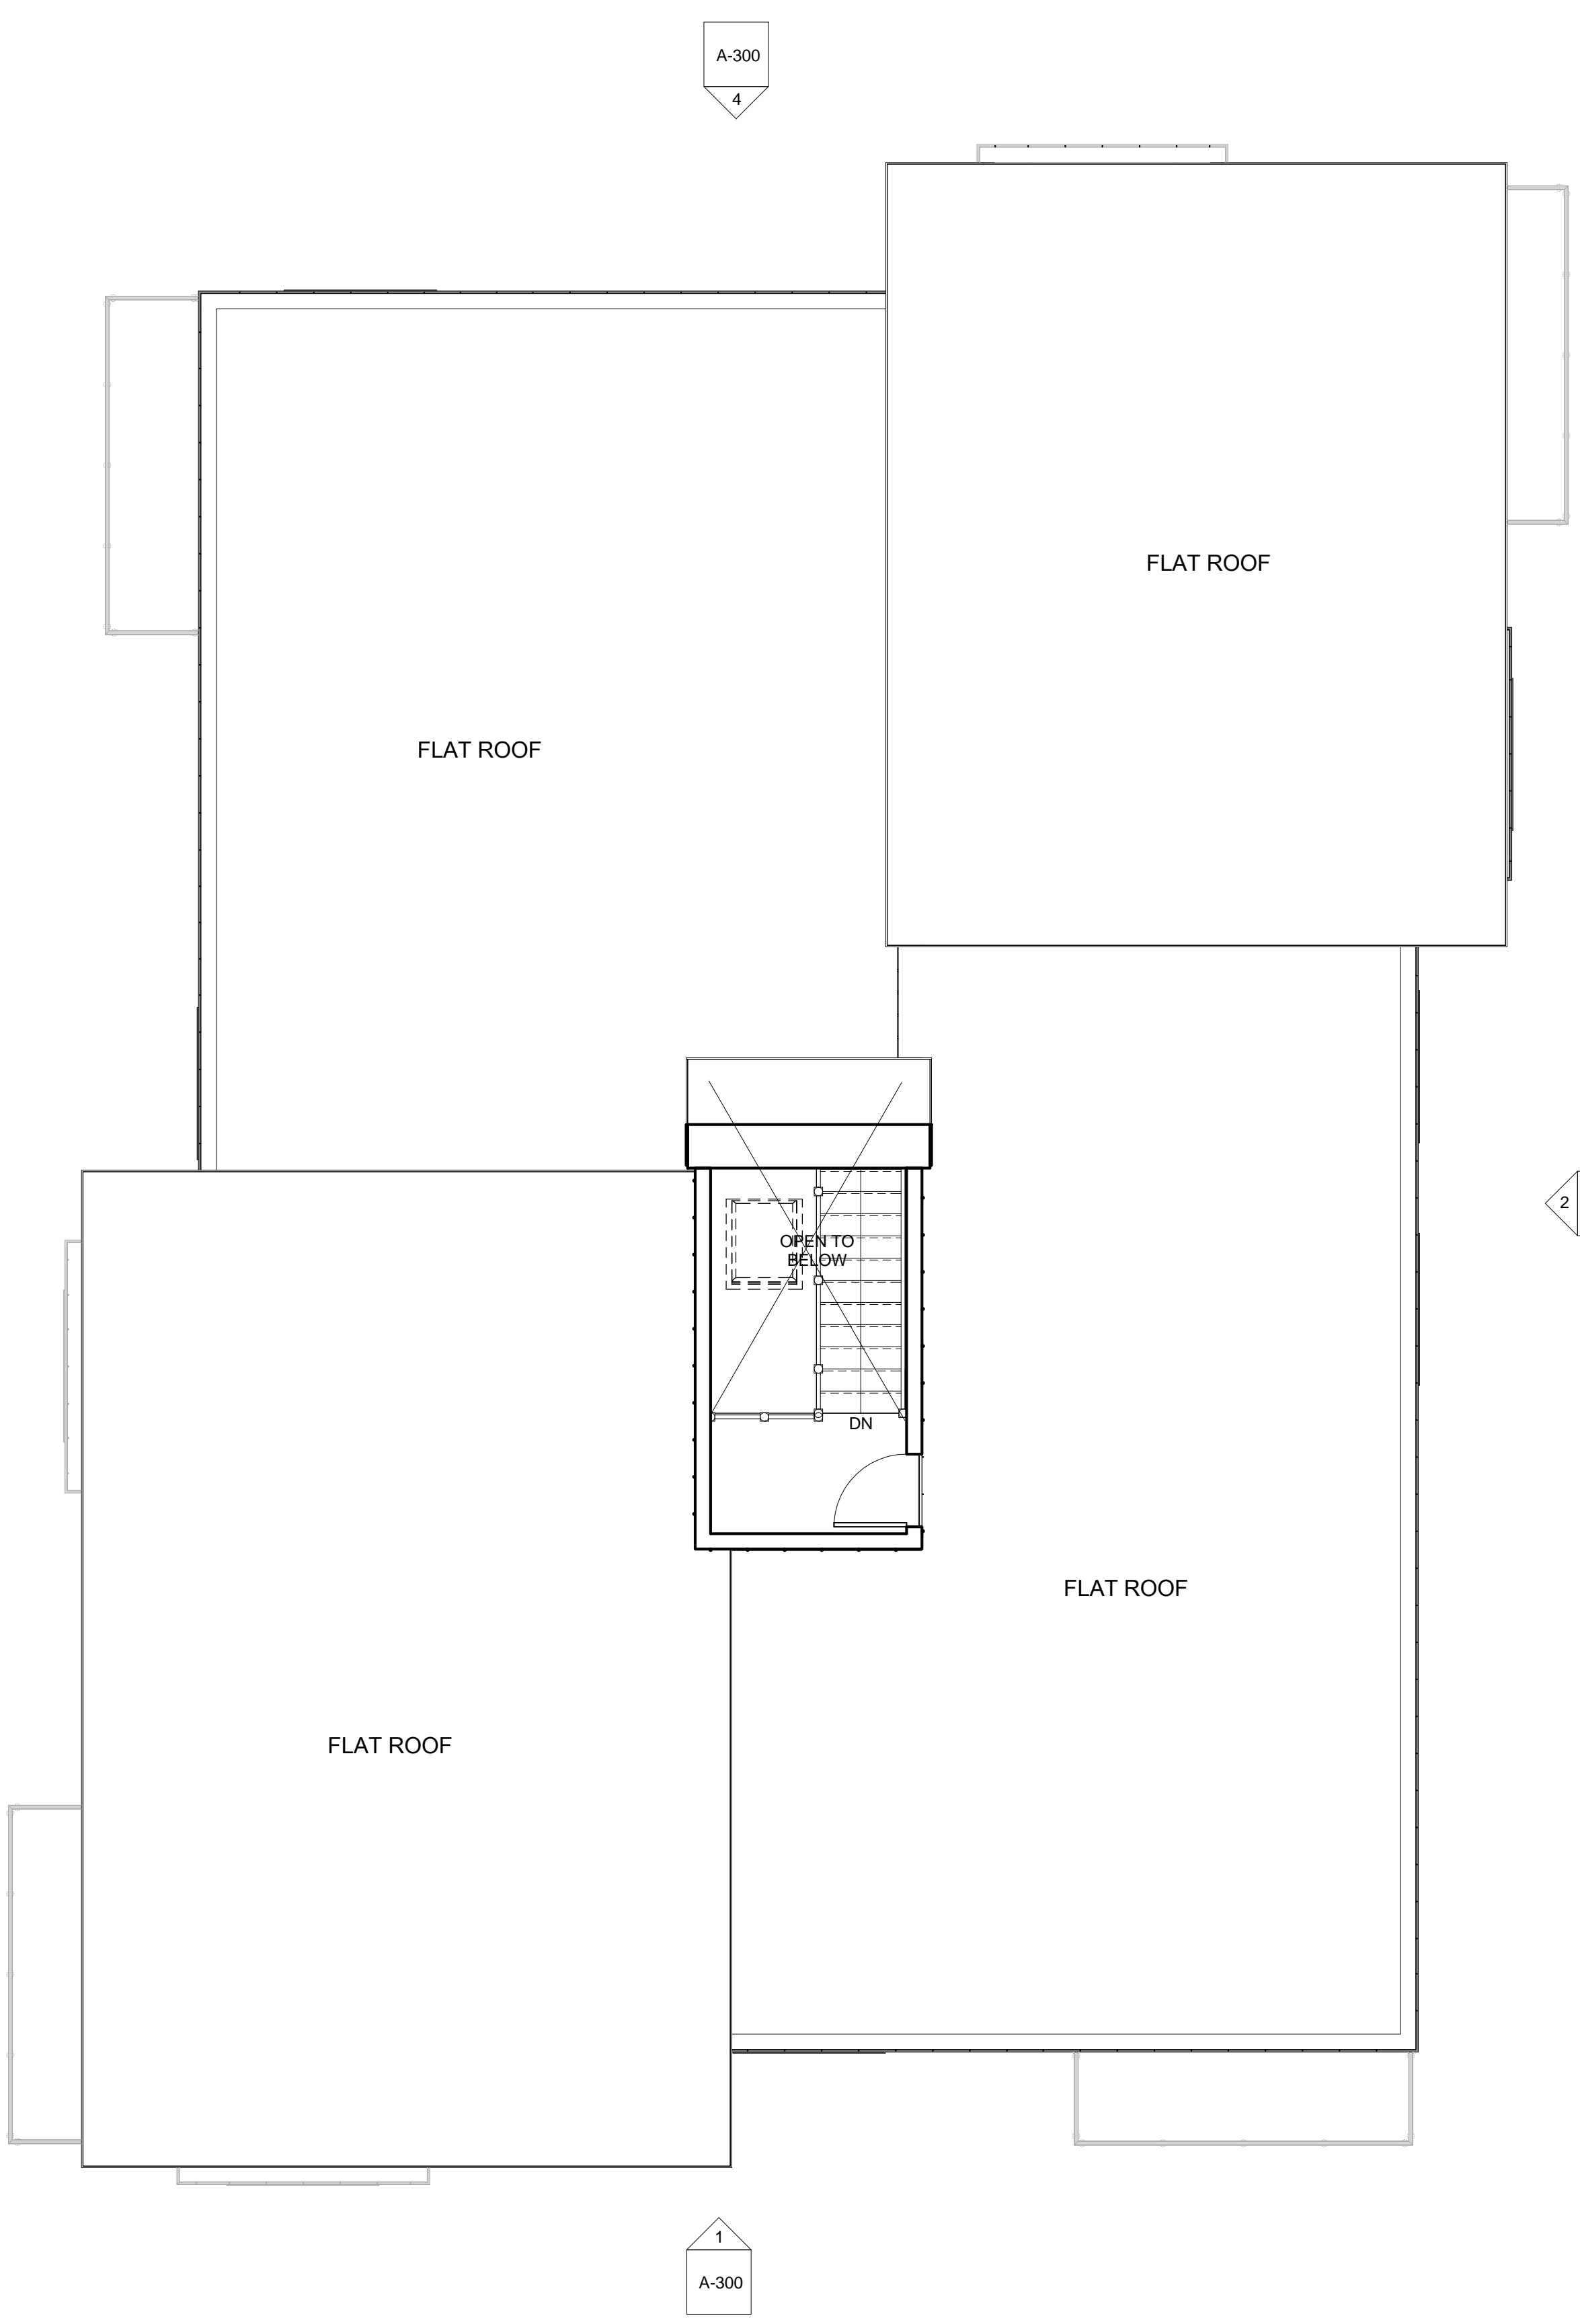 A-300
4
FLAT ROOF
FLAT ROOF
2
OPEN TO
BELOW
DN
FLAT ROOF
FLAT ROOF
1
A-300